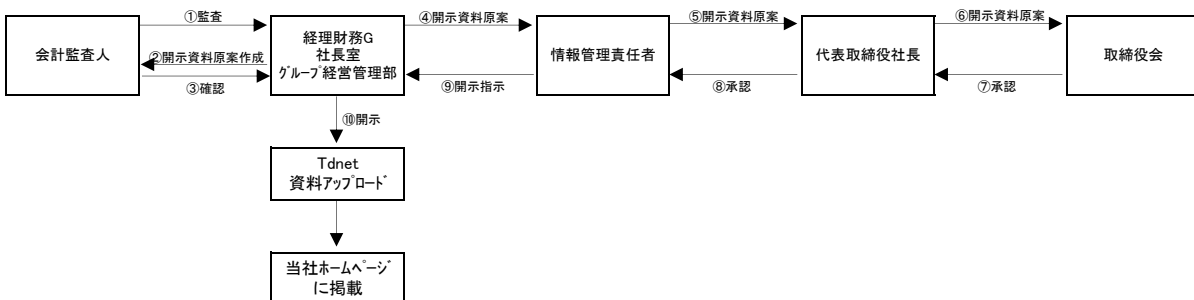 ①監査
④開示資料原案
⑤開示資料原案
⑥開示資料原案
会計監査人
経理財務G
社長室
ｸﾞﾙｰﾌﾟ経営管理部
情報管理責任者
代表取締役社長
取締役会
②開示資料原案作成
③確認
⑨開示指示
⑧承認
⑦承認
⑩開示
Tdnet
資料ｱｯﾌﾟﾛｰﾄﾞ
当社ﾎｰﾑﾍﾟｰｼﾞ
に掲載